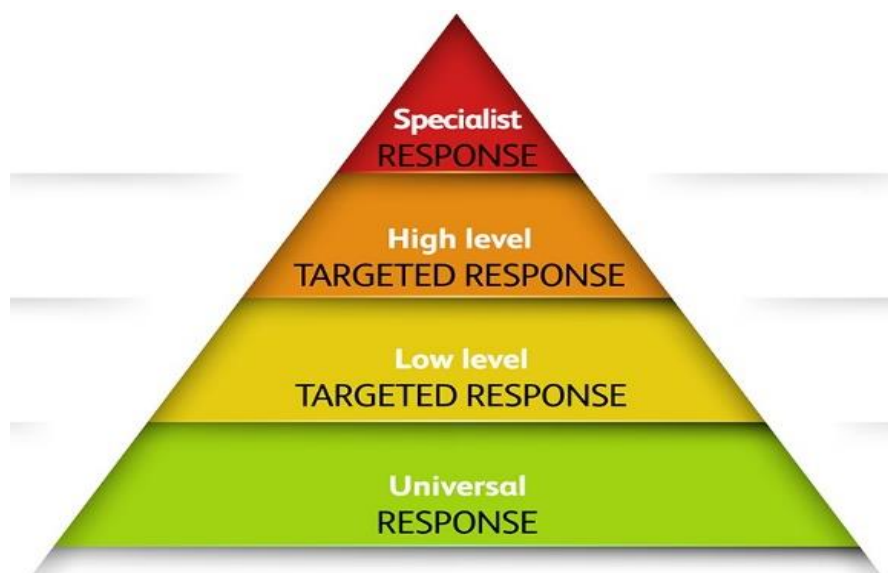 Specialist
RESPONSE
High level
TARGETED RESPONSE
Low level
TARGETED RESPONSE
Universal
RESPONSE